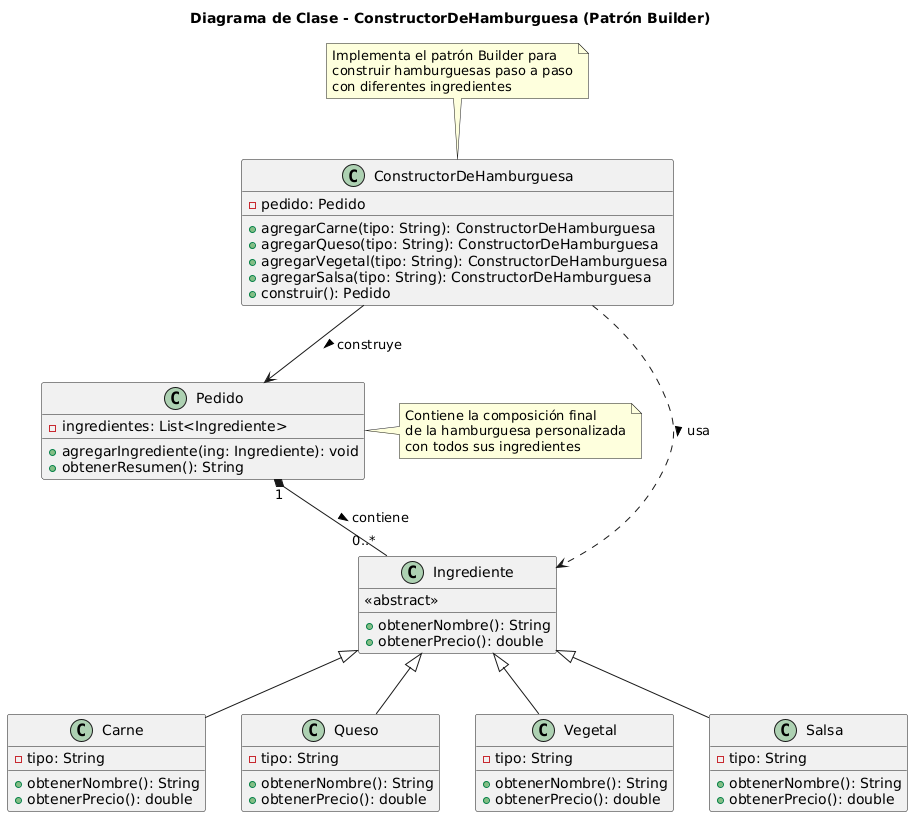 Diagrama de Clase - ConstructorDeHamburguesa (Patrón Builder)
Implementa el patrón Builder para
construir hamburguesas paso a paso
con diferentes ingredientes
C ConstructorDeHamburguesa
pedido: Pedido
agregarCarne(tipo: String): ConstructorDeHamburguesa
agregarQueso(tipo: String): ConstructorDeHamburguesa
agregarVegetal(tipo: String): ConstructorDeHamburguesa
agregarSalsa(tipo: String): ConstructorDeHamburguesa
construir(): Pedido
construye
C Pedido
ingredientes: List<Ingrediente>
agregarIngrediente(ing: Ingrediente): void
obtenerResumen(): String
Contiene la composición final
de la hamburguesa personalizada
con todos sus ingredientes
usa
1
contiene
0..*
C Ingrediente
«abstract»
obtenerNombre(): String
obtenerPrecio(): double
C Carne
tipo: String
obtenerNombre(): String
obtenerPrecio(): double
C Queso
tipo: String
obtenerNombre(): String
obtenerPrecio(): double
C Vegetal
tipo: String
obtenerNombre(): String
obtenerPrecio(): double
C Salsa
tipo: String
obtenerNombre(): String
obtenerPrecio(): double